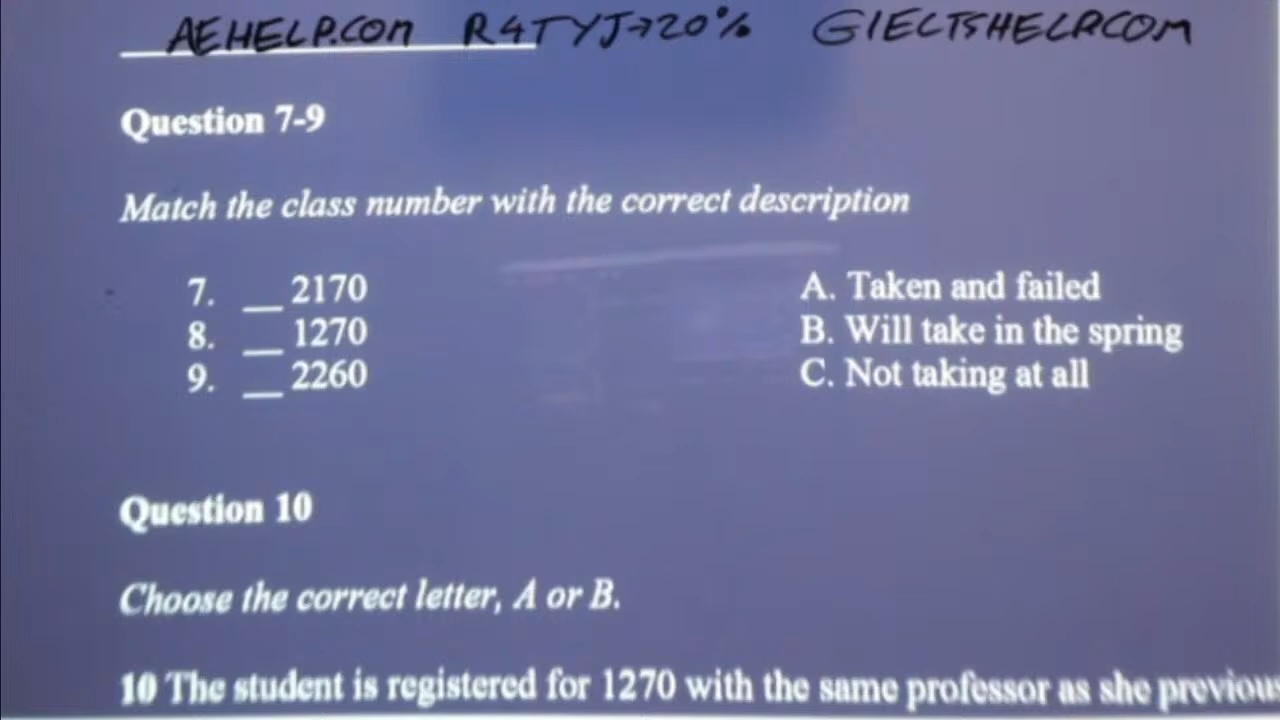 AEHELP.COM R4TYJ→20% GIELTSHELP.COM
Question 7-9
Match the class number with the correct description
7. __ 2170 A. Taken and failed
8. __ 1270 B. Will take in the spring
9. __ 2260 C. Not taking at all
Question 10
Choose the correct letter, A or B.
10 The student is registered for 1270 with the same professor as she previous